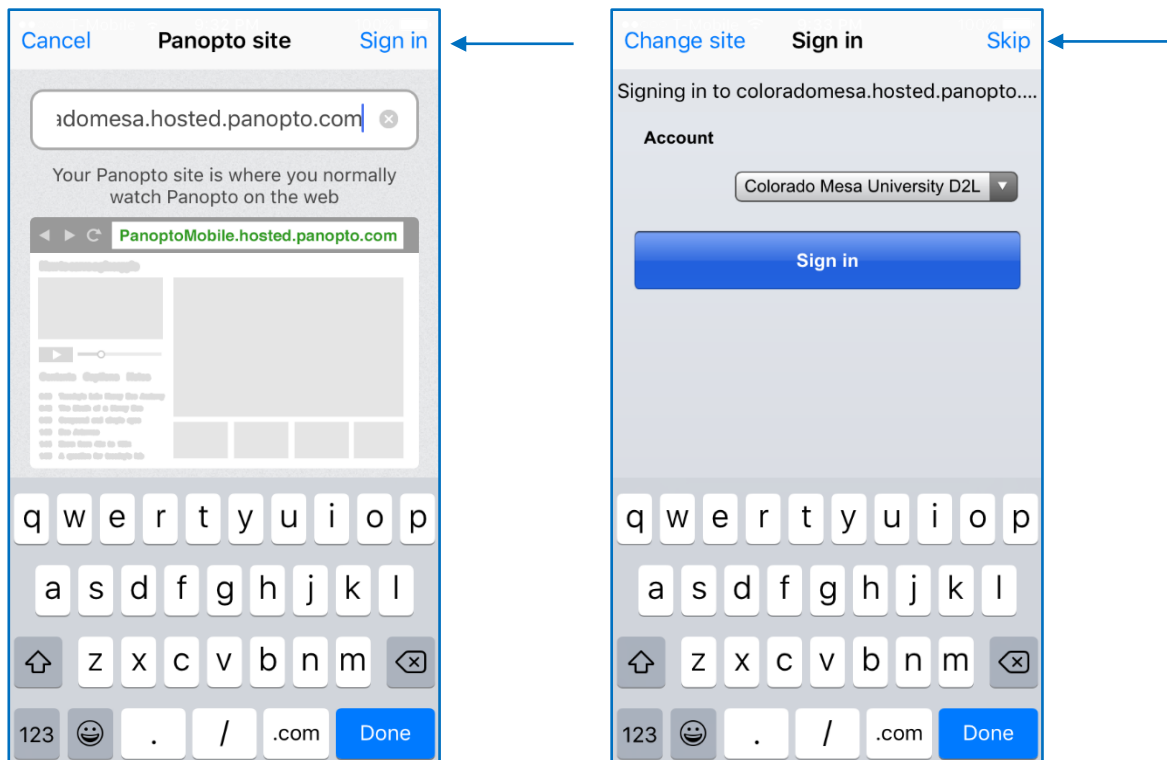 Cancel Panopto site Sign in
adomesa.hosted.panopto.com
Your Panopto site is where you normally
watch Panopto on the web
PanoptoMobile.hosted.panopto.com
q w e r t y u i o p
a s d f g h j k l
z x c v b n m
123 . / .com Done
Change site Sign in Skip
Signing in to coloradomesa.hosted.panopto....
Account
Colorado Mesa University D2L
Sign in
q w e r t y u i o p
a s d f g h j k l
z x c v b n m
123 . / .com Done